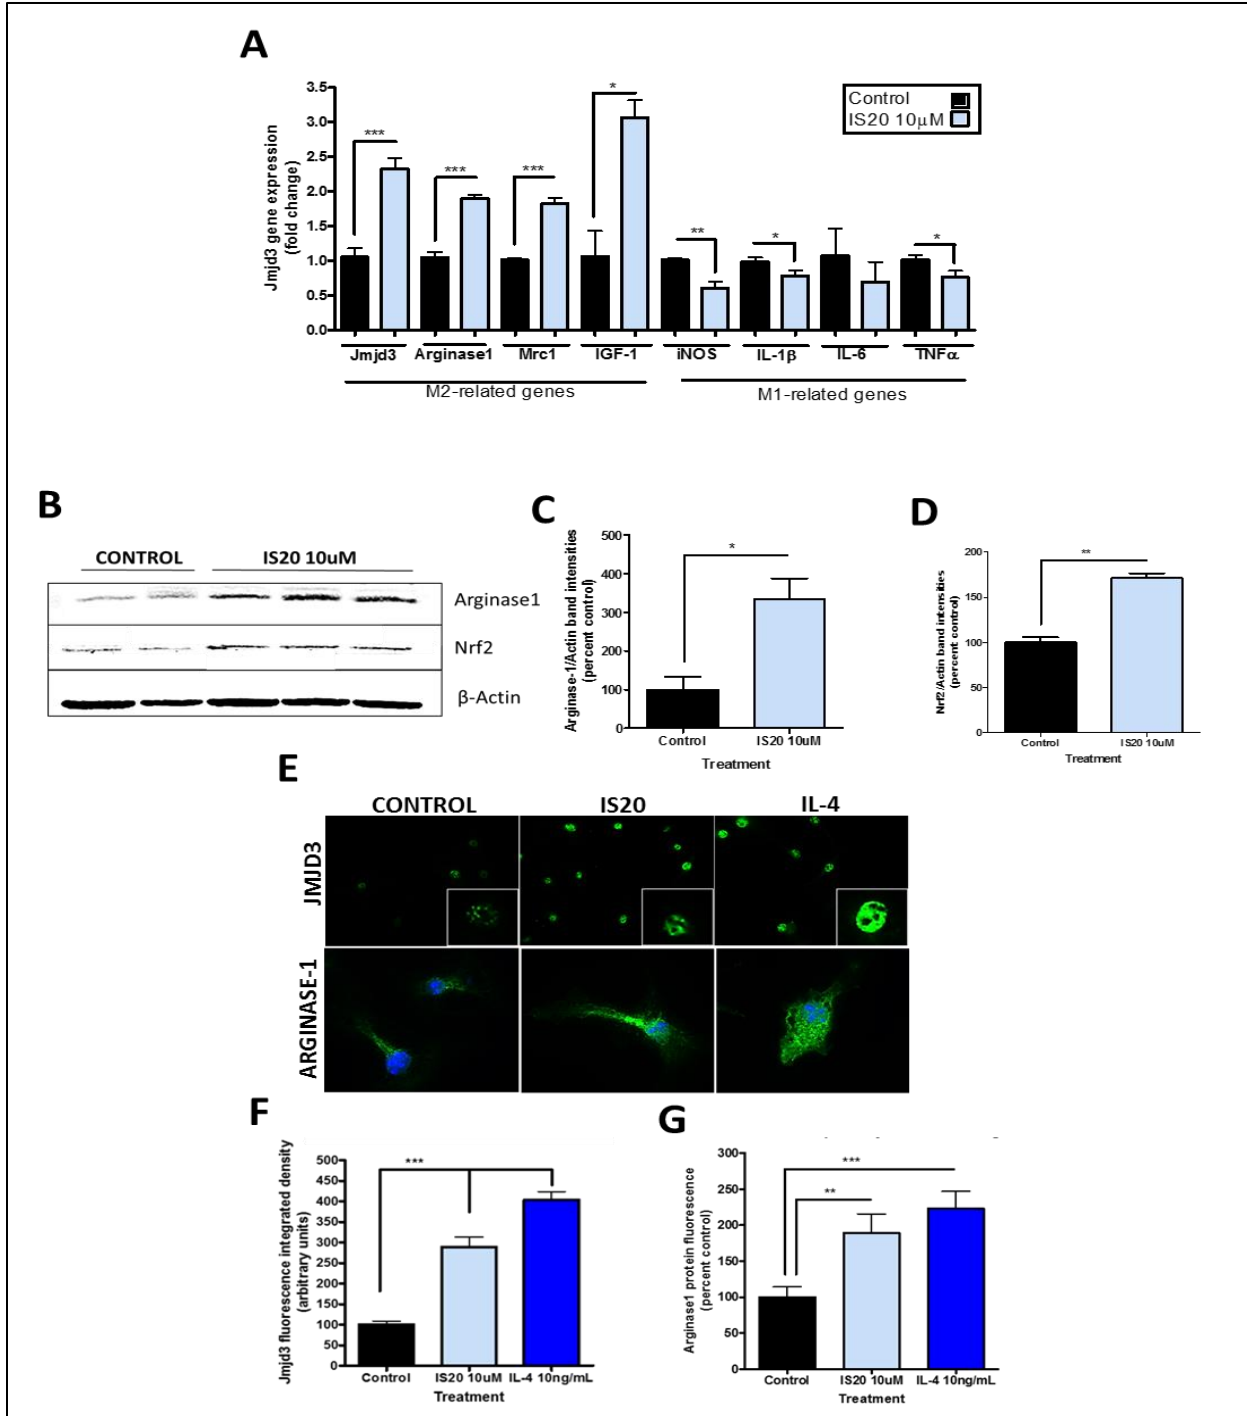 A
Jmjd3 gene expression
(fold change)
3.5
3.0
2.5
2.0
1.5
1.0
0.5
0.0
***
***
***
*
**
*
*
Control
IS20 10μM
Jmjd3 Arginase1 Mrc1 IGF-1 iNOS IL-1β IL-6 TNFα
M2-related genes M1-related genes
B
CONTROL IS20 10uM
Arginase1
Nrf2
β-Actin
C
Arginase-1/Actin band intensities
(percent control)
500
400
300
200
100
0
*
Control IS20 10uM
Treatment
D
Nrf2/Actin band intensities
(percent control)
200
150
100
50
0
**
Control IS20 10uM
Treatment
E
CONTROL IS20 IL-4
JMJD3
ARGINASE-1
F
Jmjd3 fluorescence integrated density
(arbitrary units)
500
450
400
350
300
250
200
150
100
50
0
***
Control IS20 10uM IL-4 10ng/mL
Treatment
G
Arginase1 protein fluorescence
(percent control)
300
250
200
150
100
50
0
***
**
Control IS20 10uM IL-4 10ng/mL
Treatment